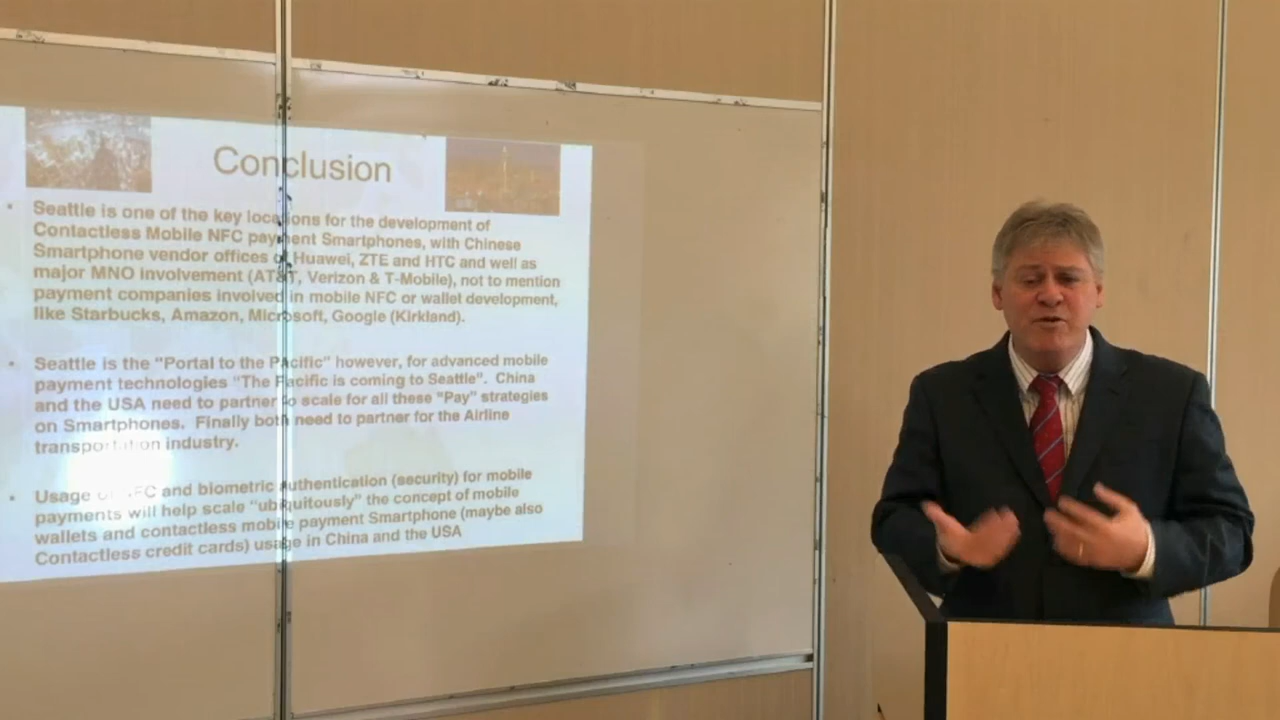 Conclusion
Seattle is one of the key locations for the development of
Contactless Mobile NFC payment Smartphones, with Chinese
Smartphone vendor offices of Huawei, ZTE and HTC and well as
major MNO involvement (AT&T, Verizon & T-Mobile), not to mention
payment companies involved in mobile NFC or wallet development,
like Starbucks, Amazon, Microsoft, Google (Kirkland).
Seattle is the "Portal to the Pacific" however, for advanced mobile
payment technologies "The Pacific is coming to Seattle". China
and the USA need to partner to scale for all these "Pay" strategies
on Smartphones. Finally both need to partner for the Airline
transportation industry.
Usage of NFC and biometric authentication (security) for mobile
payments will help scale "ubiquitously" the concept of mobile
wallets and contactless mobile payment Smartphone (maybe also
Contactless credit cards) usage in China and the USA